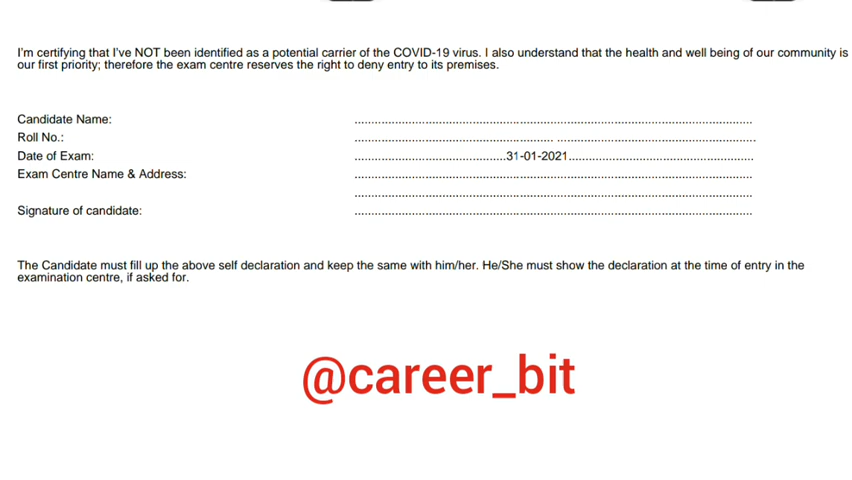 I'm certifying that I've NOT been identified as a potential carrier of the COVID-19 virus. I also understand that the health and well being of our community is
our first priority; therefore the exam centre reserves the right to deny entry to its premises.
Candidate Name: ........................................................................................................................
Roll No.: ............................................................ ............................................................
Date of Exam: .............................................31-01-2021.......................................................
Exam Centre Name & Address: ........................................................................................................................
........................................................................................................................
Signature of candidate: ........................................................................................................................
The Candidate must fill up the above self declaration and keep the same with him/her. He/She must show the declaration at the time of entry in the
examination centre, if asked for.
@career_bit